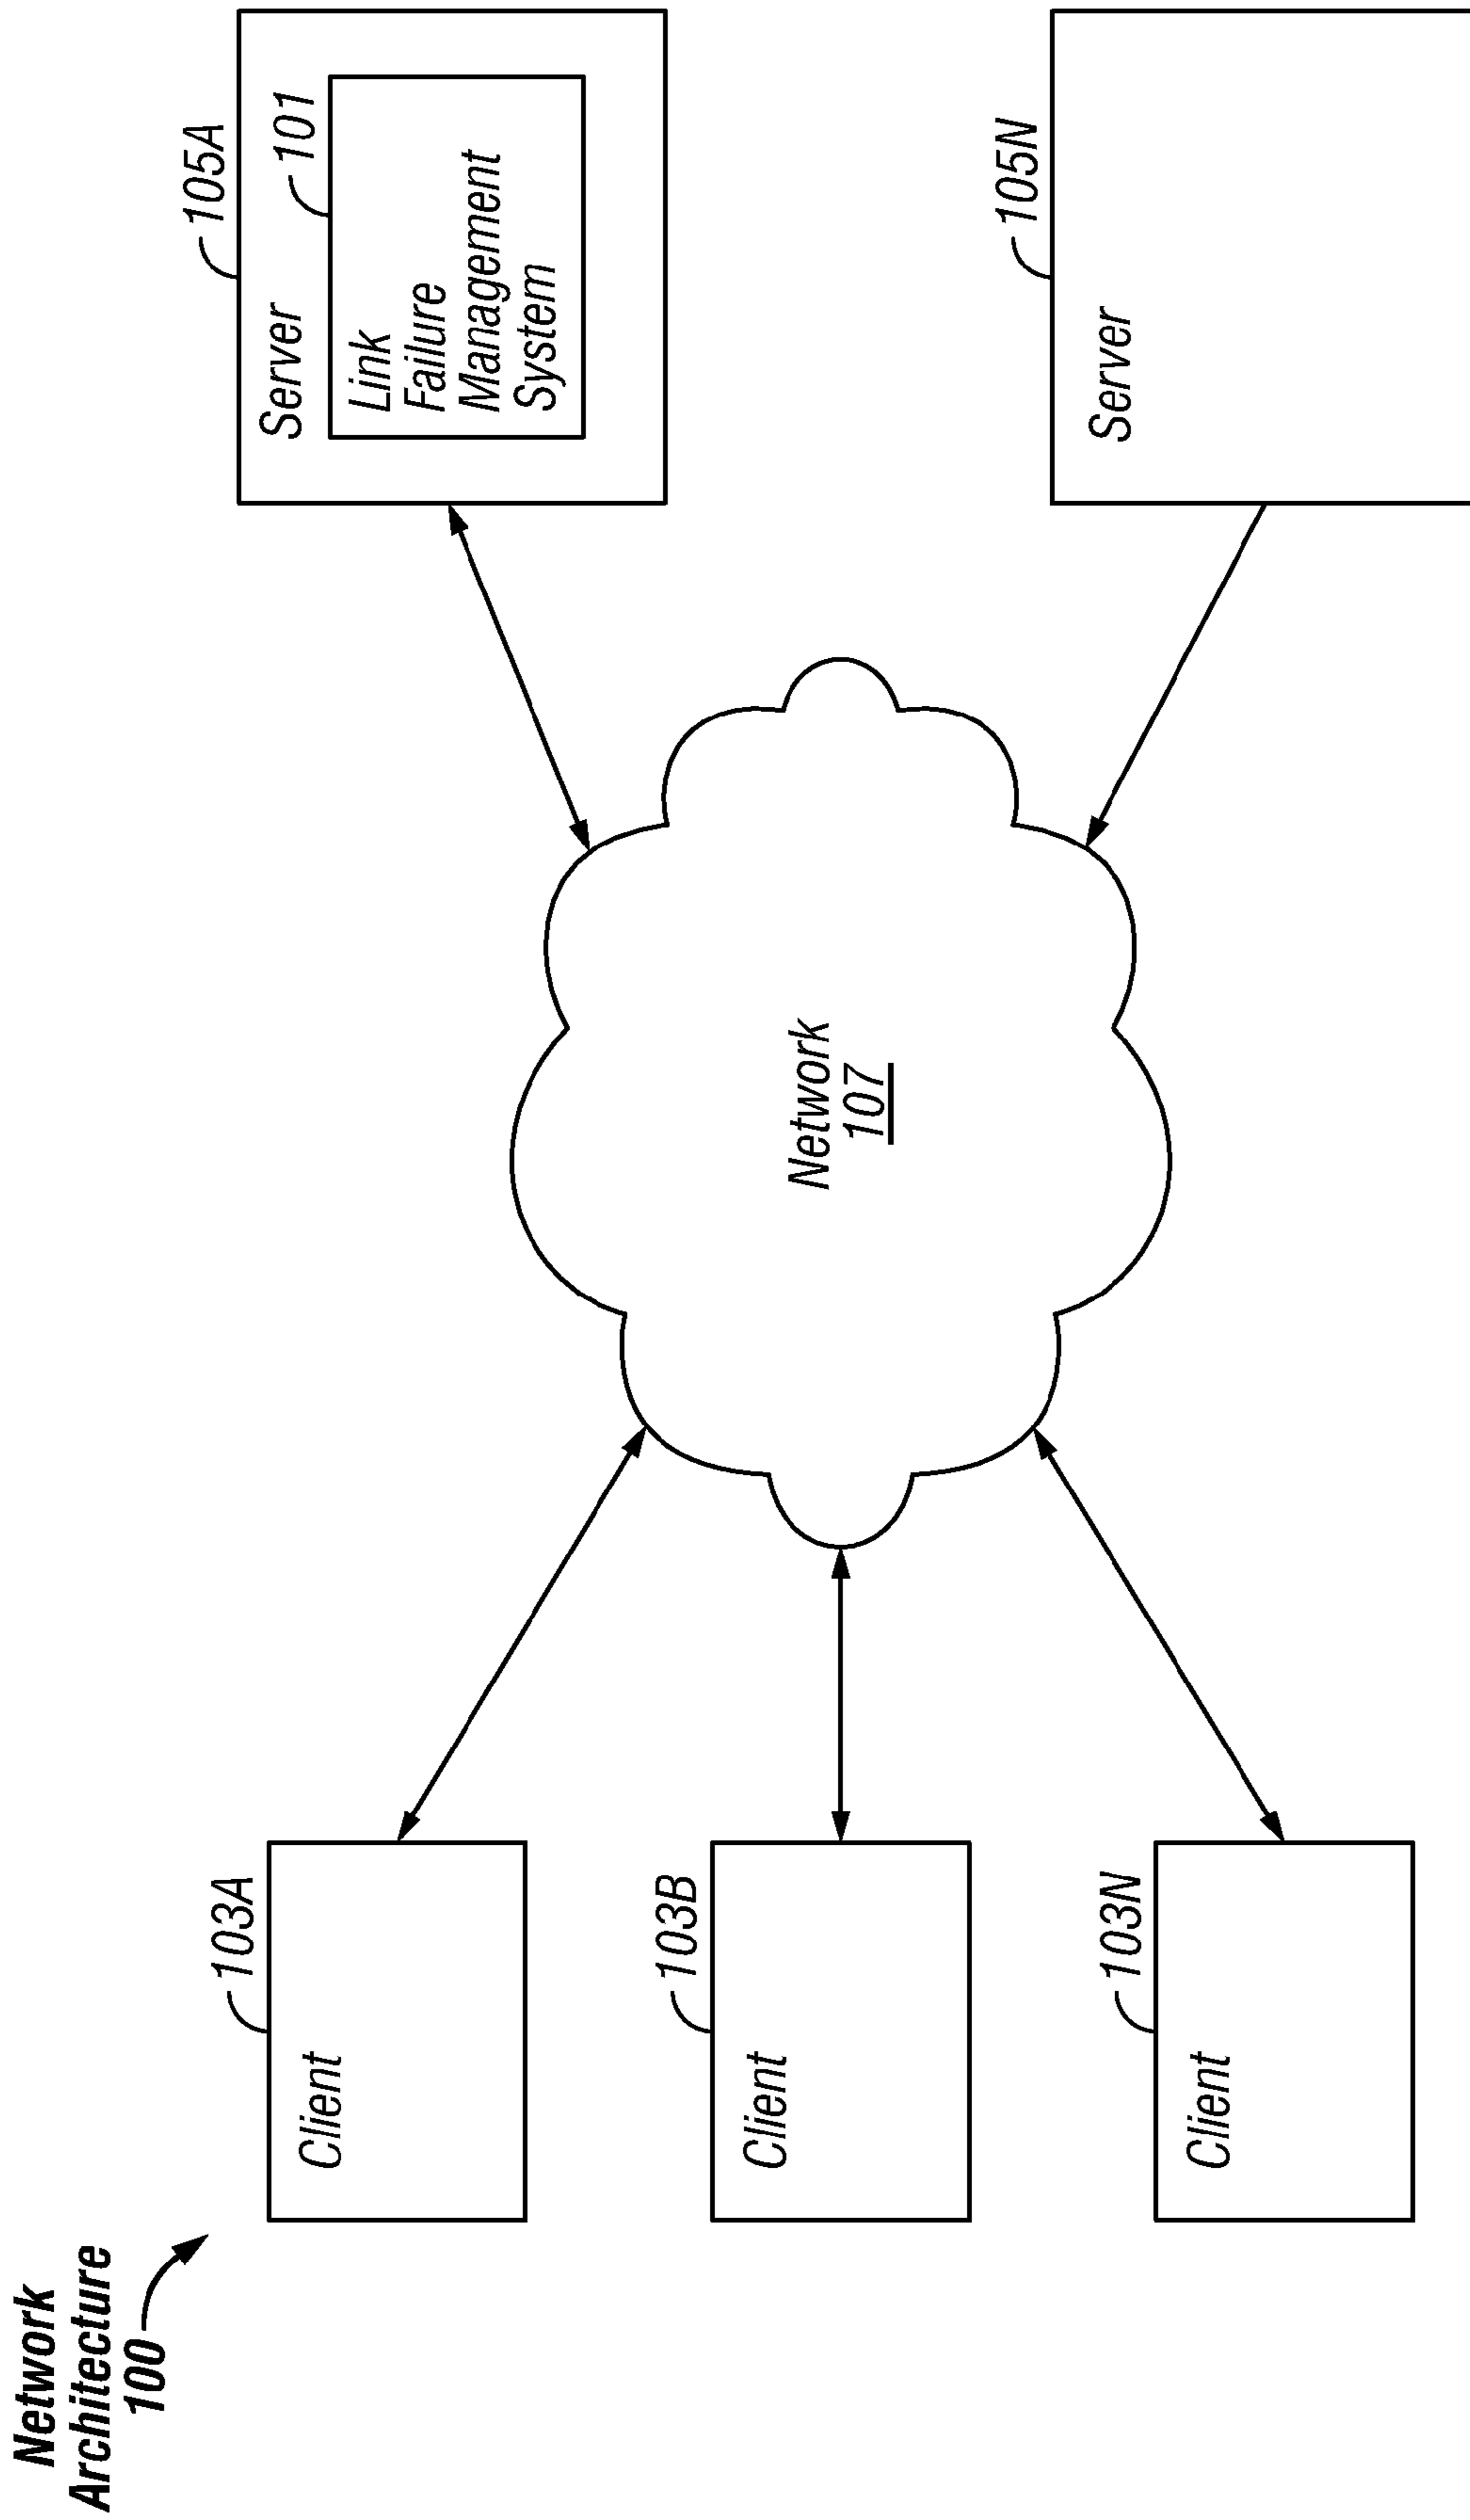 Network
Architecture
100
103A
Client
103B
Client
103N
Client
Network
107
105A
Server
101
Link
Failure
Management
System
105N
Server